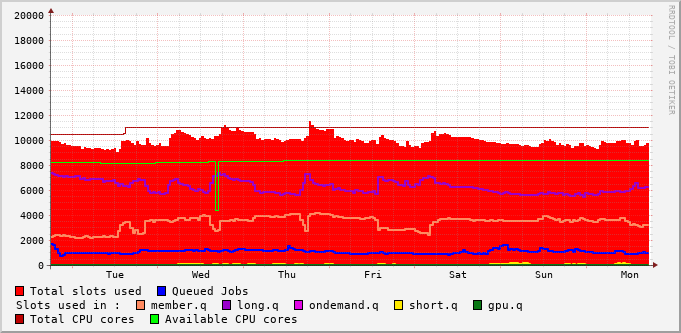 20000
18000
16000
14000
12000
10000
8000
6000
4000
2000
0
Tue Wed Thu Fri Sat Sun Mon
RRDTOOL / TOBI OETIKER
Total slots used Queued Jobs
Slots used in : member.q long.q ondemand.q short.q gpu.q
Total CPU cores Available CPU cores